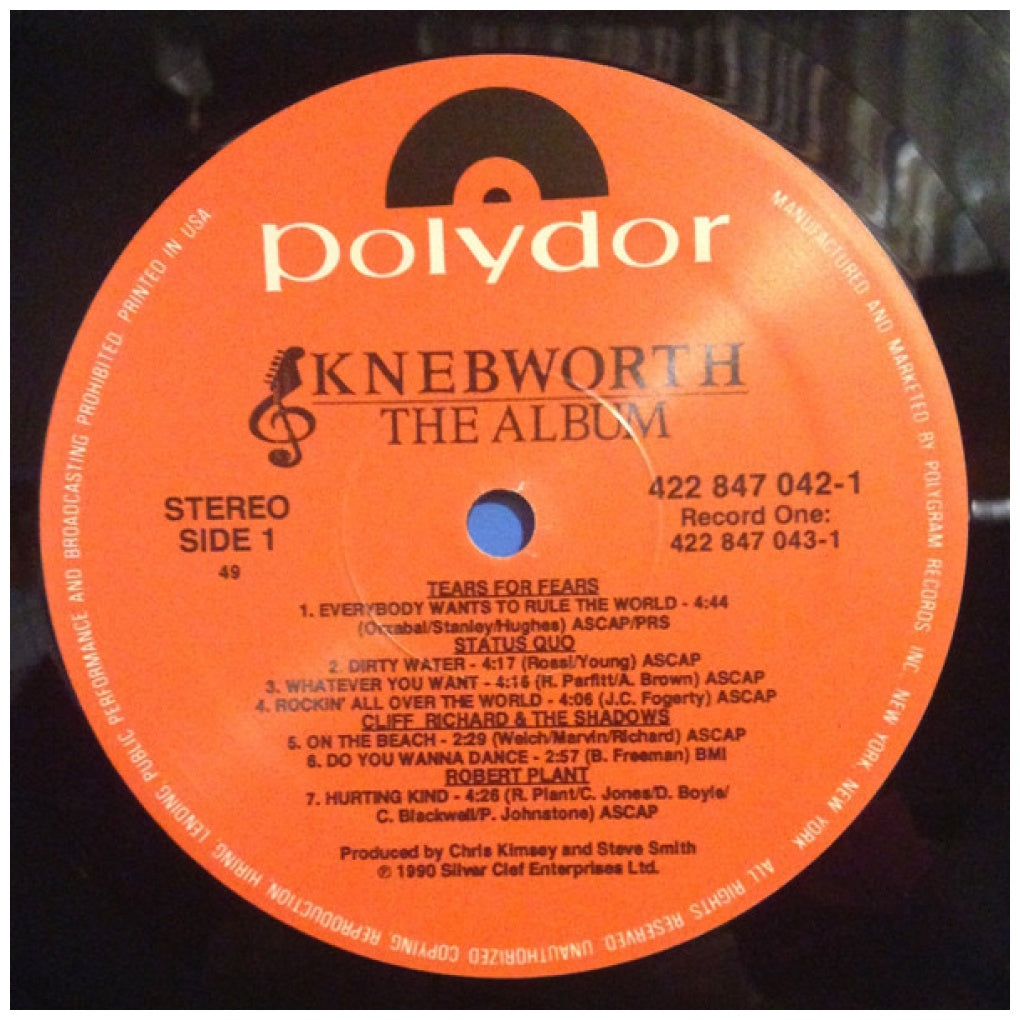 polydor
KNEBWORTH
THE ALBUM
STEREO
SIDE 1
49
422 847 042-1
Record One:
422 847 043-1
TEARS FOR FEARS
1. EVERYBODY WANTS TO RULE THE WORLD - 4:44
(Orzabal/Stanley/Hughes) ASCAP/PRS
STATUS QUO
2. DIRTY WATER - 4:17 (Rossi/Young) ASCAP
3. WHATEVER YOU WANT - 4:16 (R. Parfitt/A. Brown) ASCAP
4. ROCKIN' ALL OVER THE WORLD - 4:06 (J.C. Fogerty) ASCAP
CLIFF RICHARD & THE SHADOWS
5. ON THE BEACH - 2:29 (Welch/Marvin/Richard) ASCAP
6. DO YOU WANNA DANCE - 2:57 (B. Freeman) BMI
ROBERT PLANT
7. HURTING KIND - 4:26 (R. Plant/C. Jones/D. Boyle/
C. Blackwell/P. Johnstone) ASCAP
Produced by Chris Kimsey and Steve Smith
℗ 1990 Silver Clef Enterprises Ltd.
MANUFACTURED AND MARKETED BY POLYGRAM RECORDS INC. NEW YORK, NEW YORK ALL RIGHTS RESERVED UNAUTHORIZED COPYING REPRODUCTION HIRING LENDING PUBLIC PERFORMANCE AND BROADCASTING PROHIBITED. PRINTED IN USA